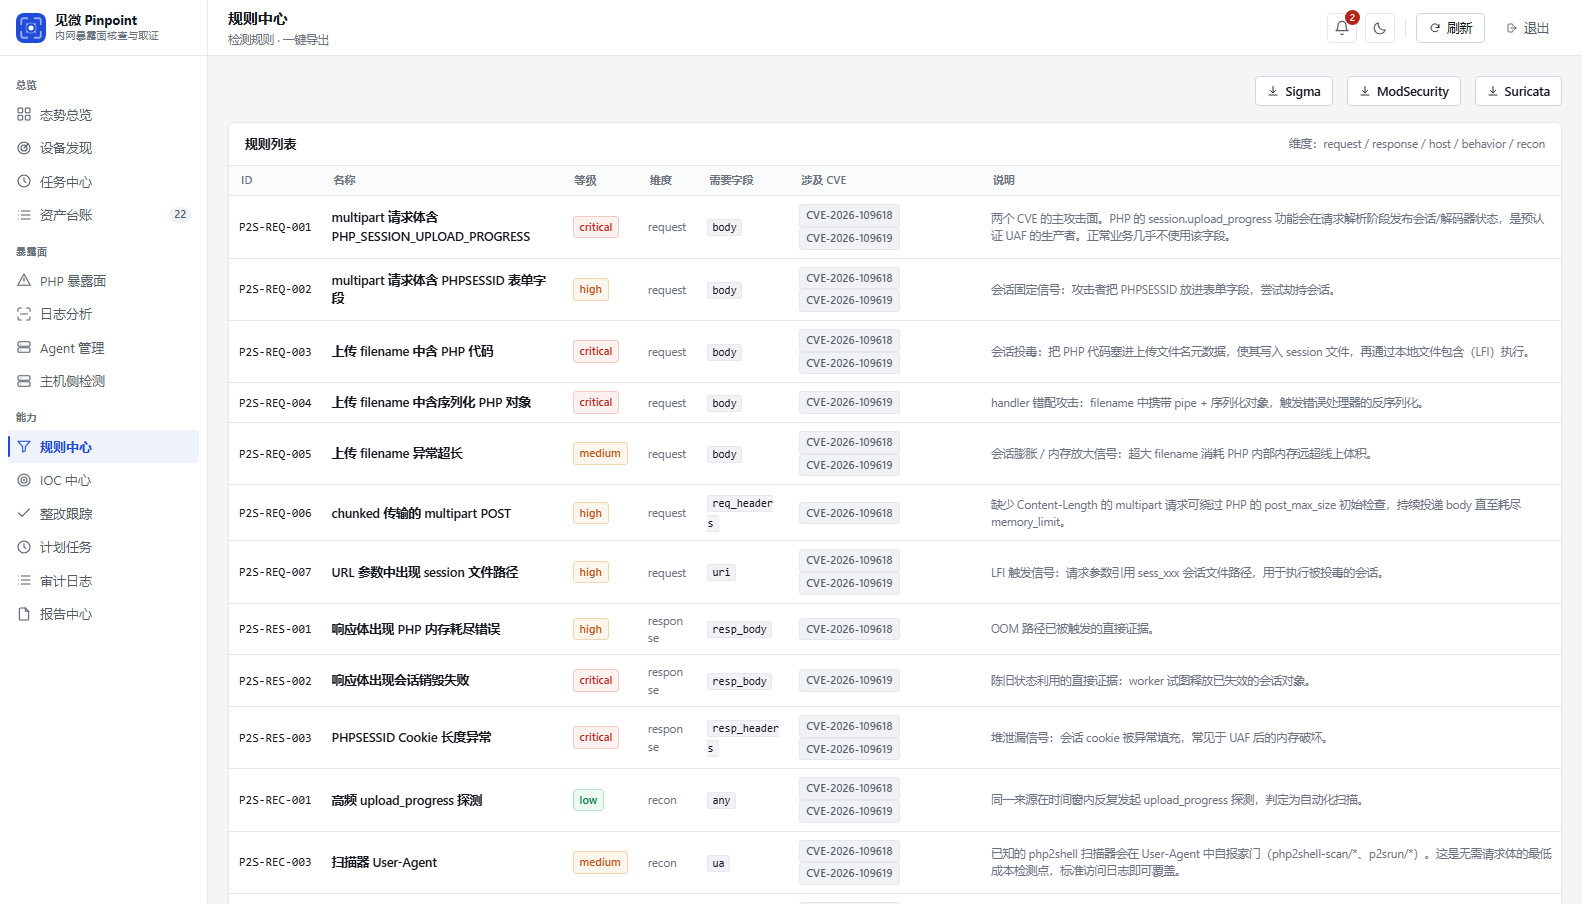 见微 Pinpoint
内网暴露面核查与取证
规则中心
检测规则 · 一键导出
2
刷新
退出
总览
态势总览
设备发现
任务中心
资产台账
22
暴露面
PHP 暴露面
日志分析
Agent 管理
主机侧检测
能力
规则中心
IOC 中心
整改跟踪
计划任务
审计日志
报告中心
Sigma
ModSecurity
Suricata
规则列表
维度：request / response / host / behavior / recon
ID
名称
等级
维度
需要字段
涉及 CVE
说明
P2S-REQ-001
multipart 请求体含
PHP_SESSION_UPLOAD_PROGRESS
critical
request
body
CVE-2026-109618
CVE-2026-109619
两个 CVE 的主攻击面。PHP 的 session.upload_progress 功能会在请求解析阶段发布会话/解码器状态，是预认
证 UAF 的生产者。正常业务几乎不使用该字段。
P2S-REQ-002
multipart 请求体含 PHPSESSID 表单字
段
high
request
body
CVE-2026-109618
CVE-2026-109619
会话固定信号：攻击者把 PHPSESSID 放进表单字段，尝试劫持会话。
P2S-REQ-003
上传 filename 中含 PHP 代码
critical
request
body
CVE-2026-109618
CVE-2026-109619
会话投毒：把 PHP 代码塞进上传文件名元数据，使其写入 session 文件，再通过本地文件包含（LFI）执行。
P2S-REQ-004
上传 filename 中含序列化 PHP 对象
critical
request
body
CVE-2026-109619
handler 错配攻击：filename 中携带 pipe + 序列化对象，触发错误处理器的反序列化。
P2S-REQ-005
上传 filename 异常超长
medium
request
body
CVE-2026-109618
CVE-2026-109619
会话膨胀 / 内存放大信号：超大 filename 消耗 PHP 内部内存远超线上体积。
P2S-REQ-006
chunked 传输的 multipart POST
high
request
req_header
s
CVE-2026-109618
缺少 Content-Length 的 multipart 请求可绕过 PHP 的 post_max_size 初始检查，持续投递 body 直至耗尽
memory_limit。
P2S-REQ-007
URL 参数中出现 session 文件路径
high
request
uri
CVE-2026-109618
CVE-2026-109619
LFI 触发信号：请求参数引用 sess_xxx 会话文件路径，用于执行被投毒的会话。
P2S-RES-001
响应体出现 PHP 内存耗尽错误
high
respon
se
resp_body
CVE-2026-109618
OOM 路径已被触发的直接证据。
P2S-RES-002
响应体出现会话销毁失败
critical
respon
se
resp_body
CVE-2026-109619
陈旧状态利用的直接证据：worker 试图释放已失效的会话对象。
P2S-RES-003
PHPSESSID Cookie 长度异常
critical
respon
se
resp_header
s
CVE-2026-109618
CVE-2026-109619
堆泄漏信号：会话 cookie 被异常填充，常见于 UAF 后的内存破坏。
P2S-REC-001
高频 upload_progress 探测
low
recon
any
CVE-2026-109618
CVE-2026-109619
同一来源在时间窗内反复发起 upload_progress 探测，判定为自动化扫描。
P2S-REC-003
扫描器 User-Agent
medium
recon
ua
CVE-2026-109618
CVE-2026-109619
已知的 php2shell 扫描器会在 User-Agent 中自报家门（php2shell-scan/*、p2srun/*）。这是无需请求体的最低
成本检测点，标准访问日志即可覆盖。